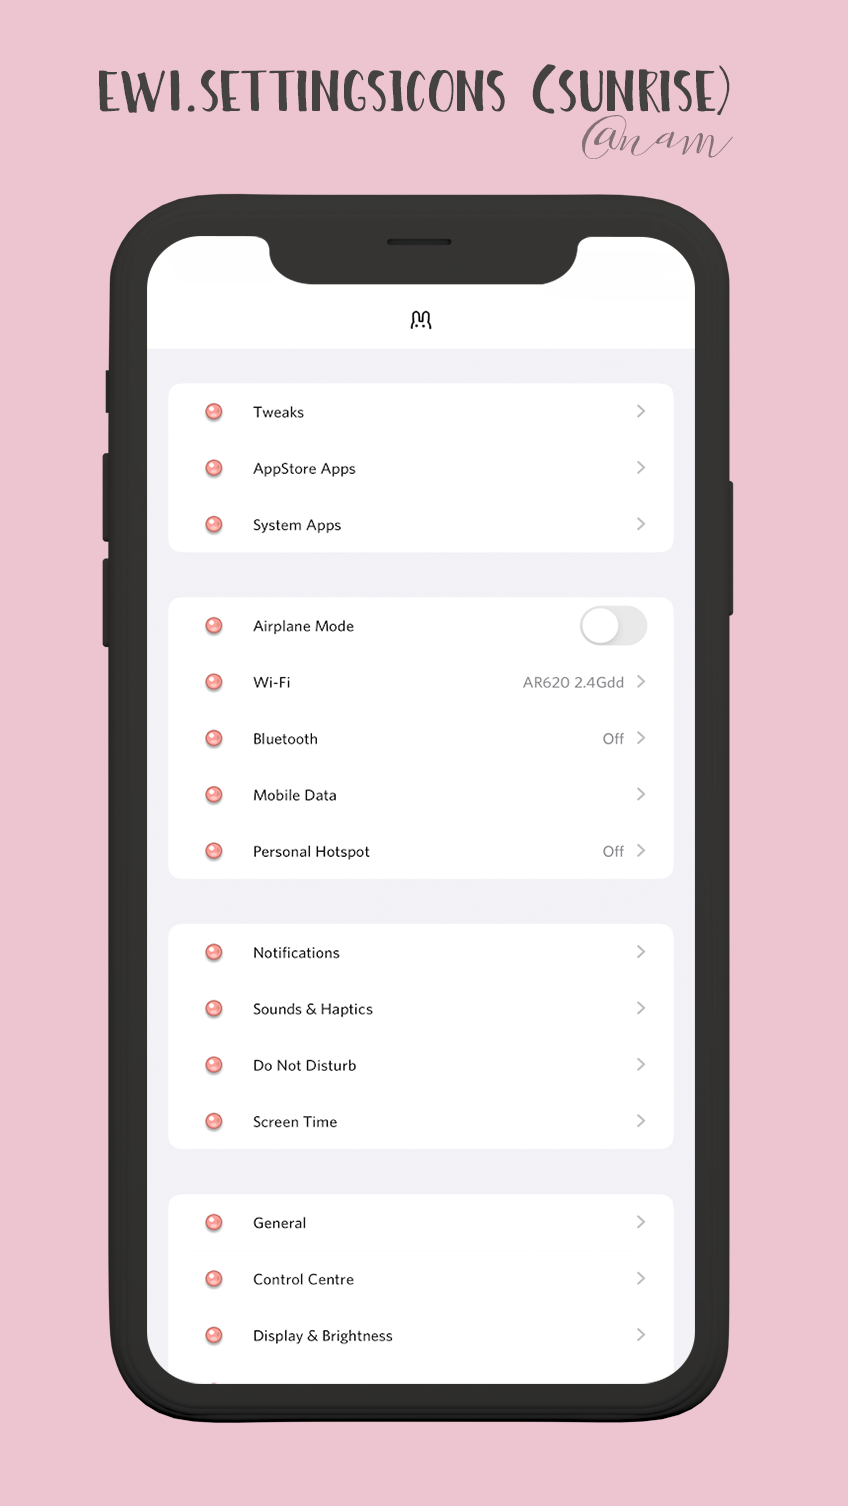 EWI.SETTINGSICONS (SUNRISE)
@nam
Tweaks
AppStore Apps
System Apps
Airplane Mode
Wi-Fi AR620 2.4Gdd
Bluetooth Off
Mobile Data
Personal Hotspot Off
Notifications
Sounds & Haptics
Do Not Disturb
Screen Time
General
Control Centre
Display & Brightness